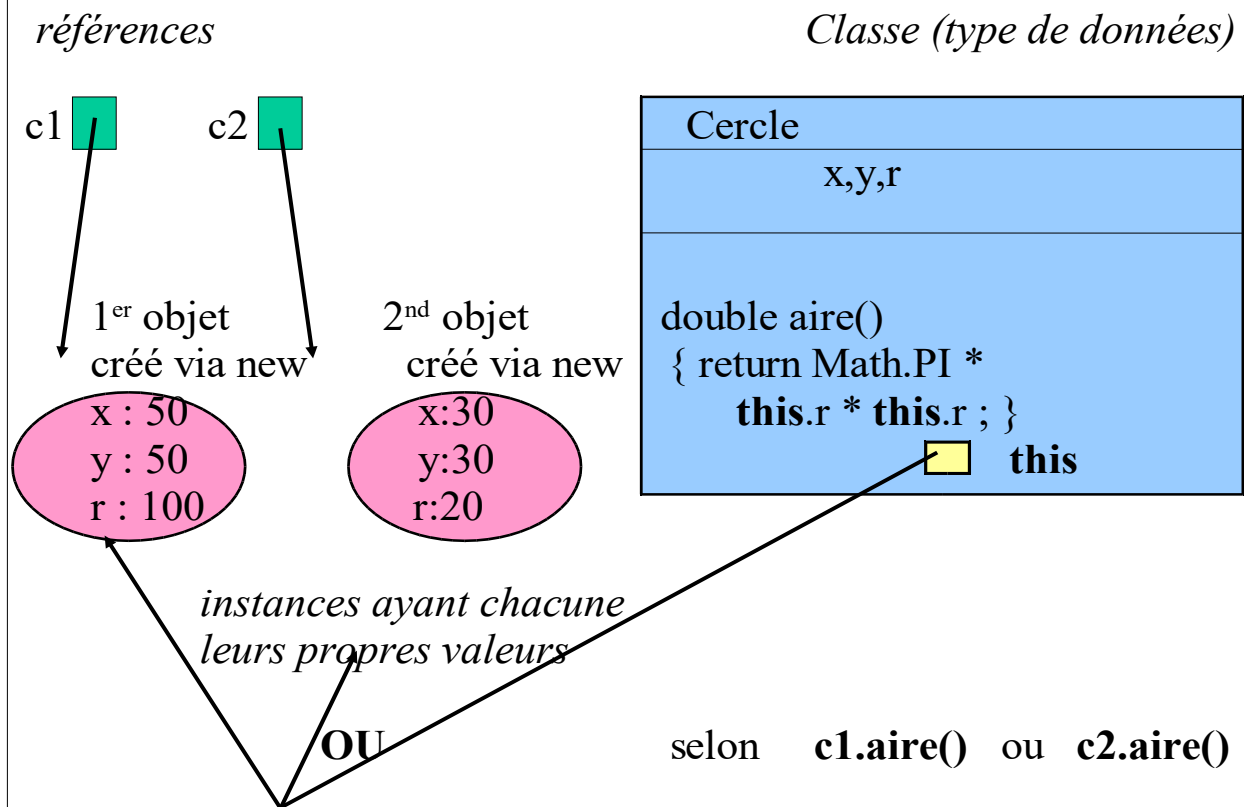 références
Classe (type de données)
c1
c2
Cercle
x,y,r
1er objet
créé via new
2nd objet
créé via new
double aire()
{ return Math.PI *
this.r * this.r ; }
this
x : 50
y : 50
r : 100
x:30
y:30
r:20
instances ayant chacune
leurs propres valeurs
OU
selon c1.aire() ou c2.aire()